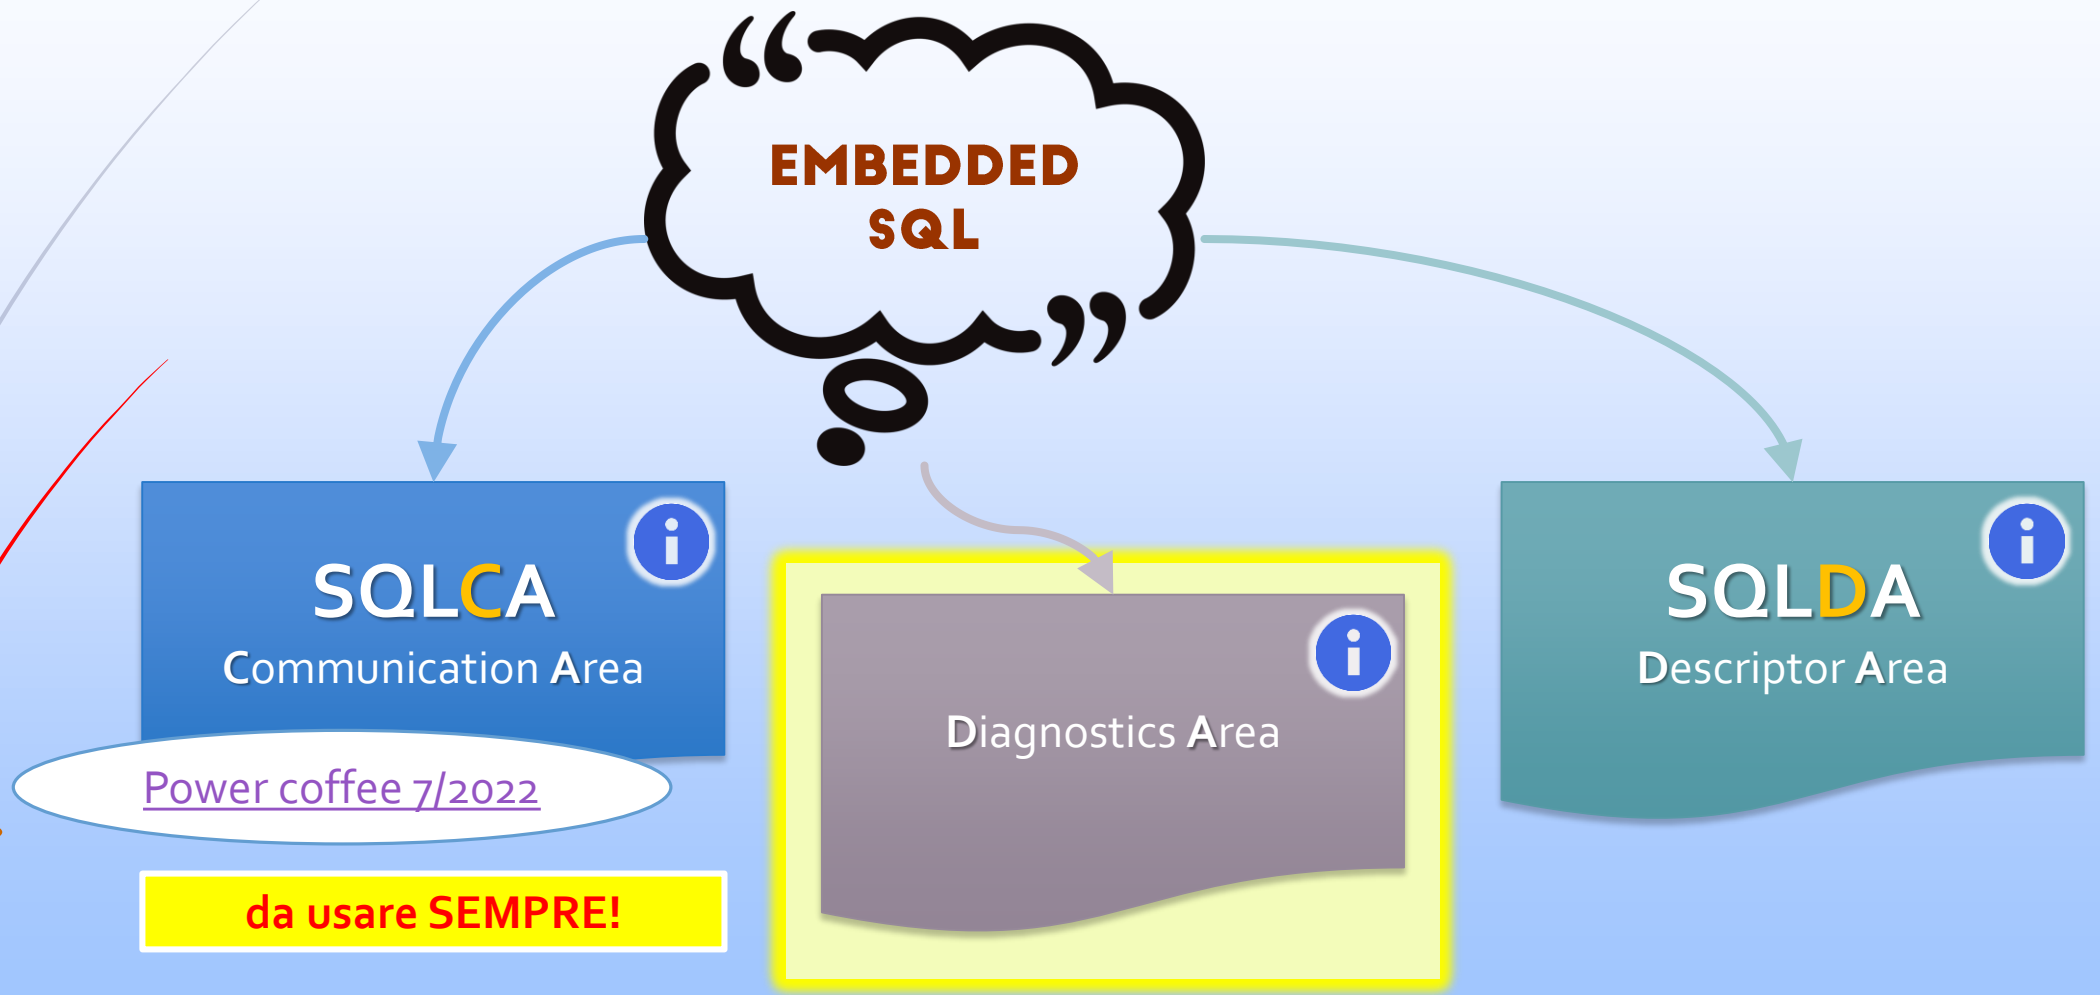 EMBEDDED
SQL
SQLCA
Communication Area
Power coffee 7/2022
da usare SEMPRE!
Diagnostics Area
SQLDA
Descriptor Area